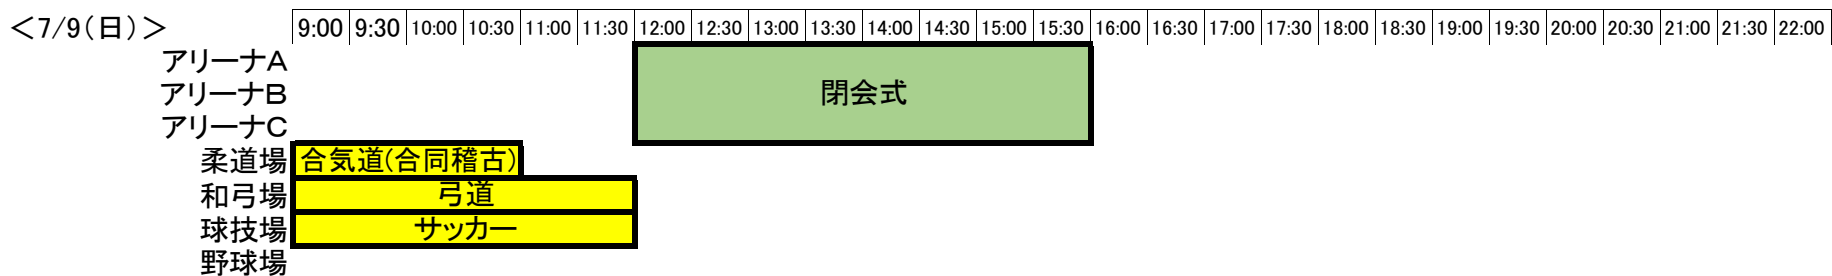 ＜7/9(日)＞ 9:00 9:30 10:00 10:30 11:00 11:30 12:00 12:30 13:00 13:30 14:00 14:30 15:00 15:30 16:00 16:30 17:00 17:30 18:00 18:30 19:00 19:30 20:00 20:30 21:00 21:30 22:00
アリーナA
アリーナB 閉会式
アリーナC
柔道場 合気道(合同稽古)
和弓場 弓道
球技場 サッカー
野球場